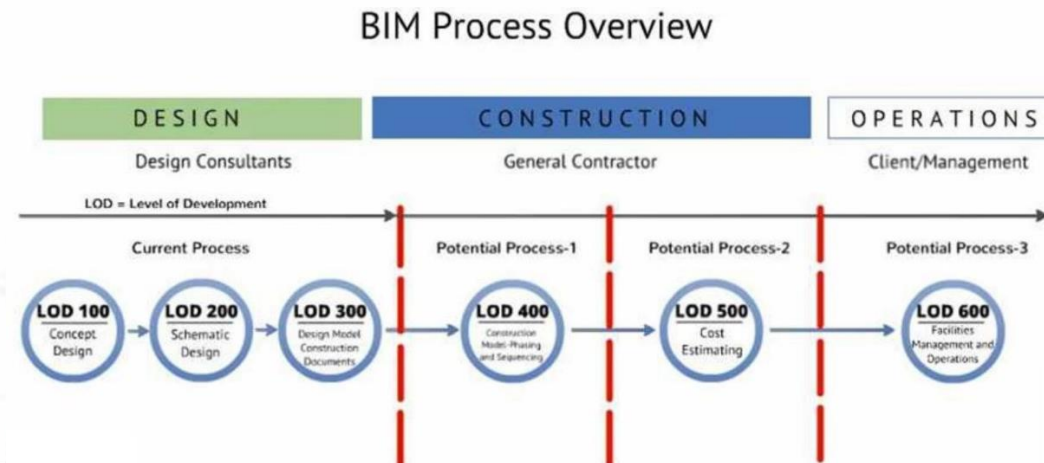 BIM Process Overview
DESIGN
CONSTRUCTION
OPERATIONS
Design Consultants
General Contractor
Client/Management
LOD = Level of Development
Current Process
Potential Process-1
Potential Process-2
Potential Process-3
LOD 100
Concept
Design
LOD 200
Schematic
Design
LOD 300
Design Model
Construction
Documents
LOD 400
Construction
Model-Phasing
and Sequencing
LOD 500
Cost
Estimating
LOD 600
Facilities
Management and
Operations